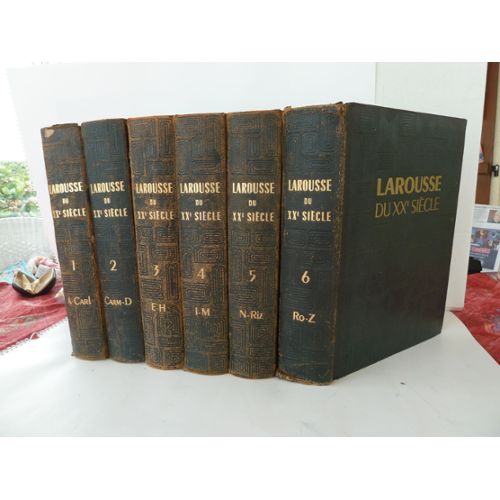 LAROUSSE
DU
XXᵉ SIÈCLE
1
A-Carl
LAROUSSE
DU
XXᵉ SIÈCLE
2
Carm-D
LAROUSSE
DU
XXᵉ SIÈCLE
3
E-H
LAROUSSE
DU
XXᵉ SIÈCLE
4
I-M
LAROUSSE
DU
XXᵉ SIÈCLE
5
N-Riz
LAROUSSE
DU
XXᵉ SIÈCLE
6
Ro-Z
LAROUSSE
DU XXᵉ SIÈCLE